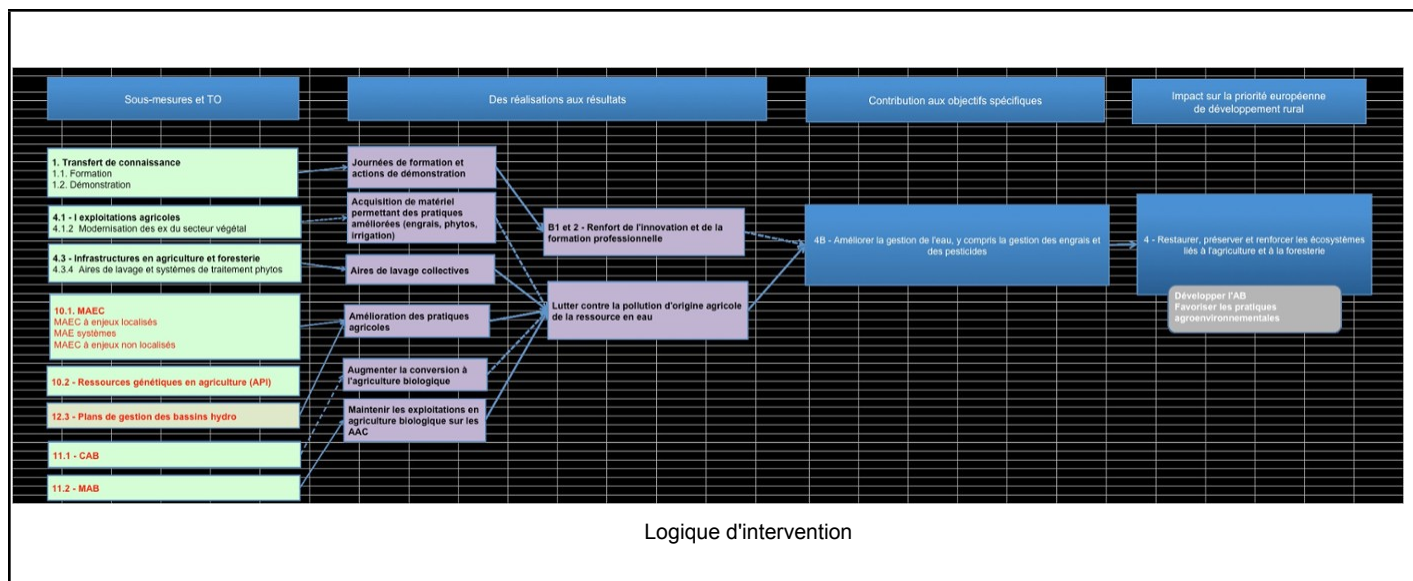 Sous-mesures et TO
Des réalisations aux résultats
Contribution aux objectifs spécifiques
Impact sur la priorité européenne
de développement rural
1. Transfert de connaissance
1.1. Formation
1.2. Démonstration
4.1 - I exploitations agricoles
4.1.2 Modernisation des ex du secteur végétal
4.3 - Infrastructures en agriculture et foresterie
4.3.4 Aires de lavage et systèmes de traitement phytos
10.1. MAEC
MAEC à enjeux localisés
MAE systèmes
MAEC à enjeux non localisés
10.2 - Ressources génétiques en agriculture (API)
12.3 - Plans de gestion des bassins hydro
11.1 - CAB
11.2 - MAB
Journées de formation et
actions de démonstration
Acquisition de matériel
permettant des pratiques
améliorées (engrais, phytos,
irrigation)
Aires de lavage collectives
Amélioration des pratiques
agricoles
Augmenter la conversion à
l'agriculture biologique
Maintenir les exploitations en
agriculture biologique sur les
AAC
B1 et 2 - Renfort de l'innovation et de la
formation professionnelle
Lutter contre la pollution d'origine agricole
de la ressource en eau
4B - Améliorer la gestion de l'eau, y compris la gestion des engrais et
des pesticides
4 - Restaurer, préserver et renforcer les écosystèmes
liés à l'agriculture et à la foresterie
Développer l'AB
Favoriser les pratiques
agroenvironnementales
Logique d'intervention